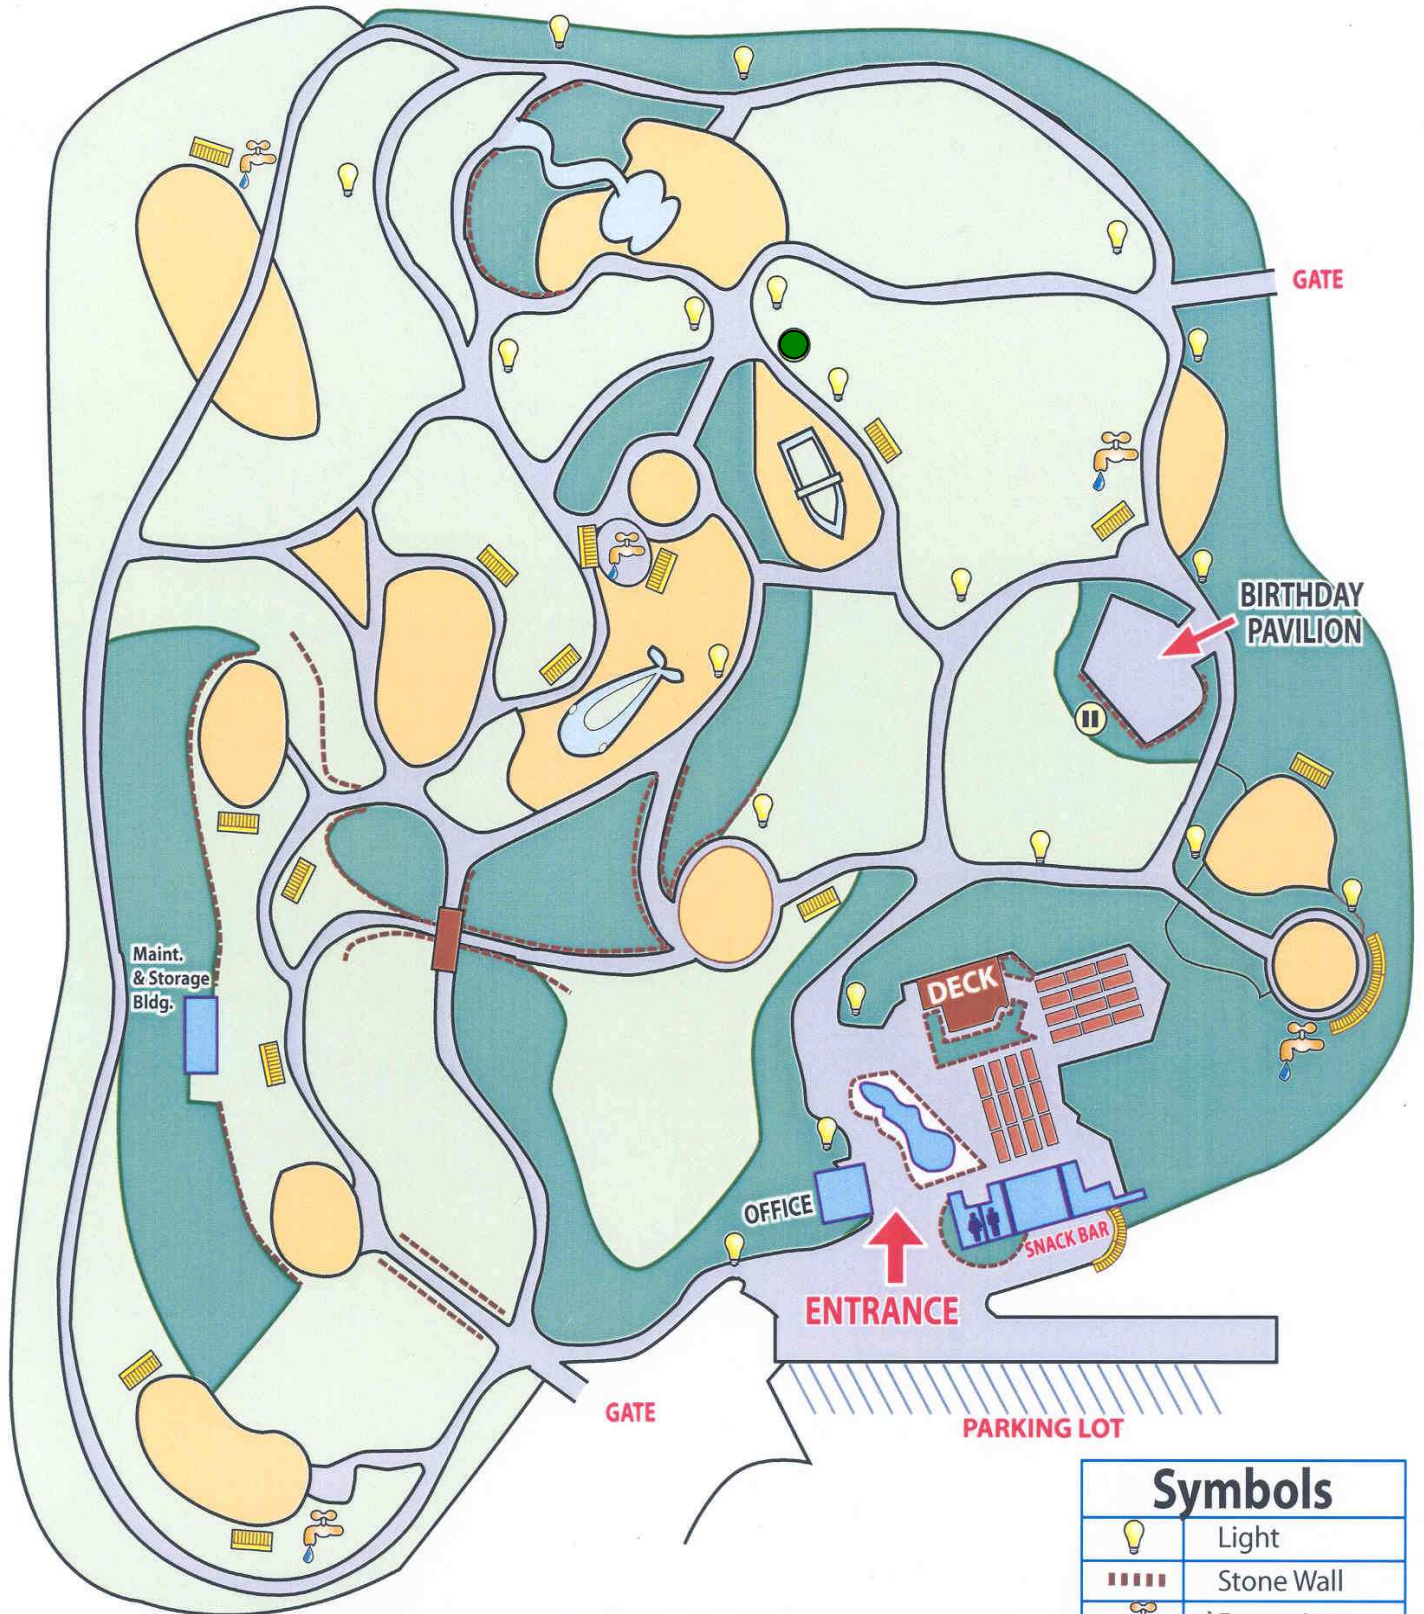 GATE
BIRTHDAY
PAVILION
Maint.
& Storage
Bldg.
DECK
OFFICE
SNACK BAR
ENTRANCE
GATE
PARKING LOT
Symbols
Light
Stone Wall